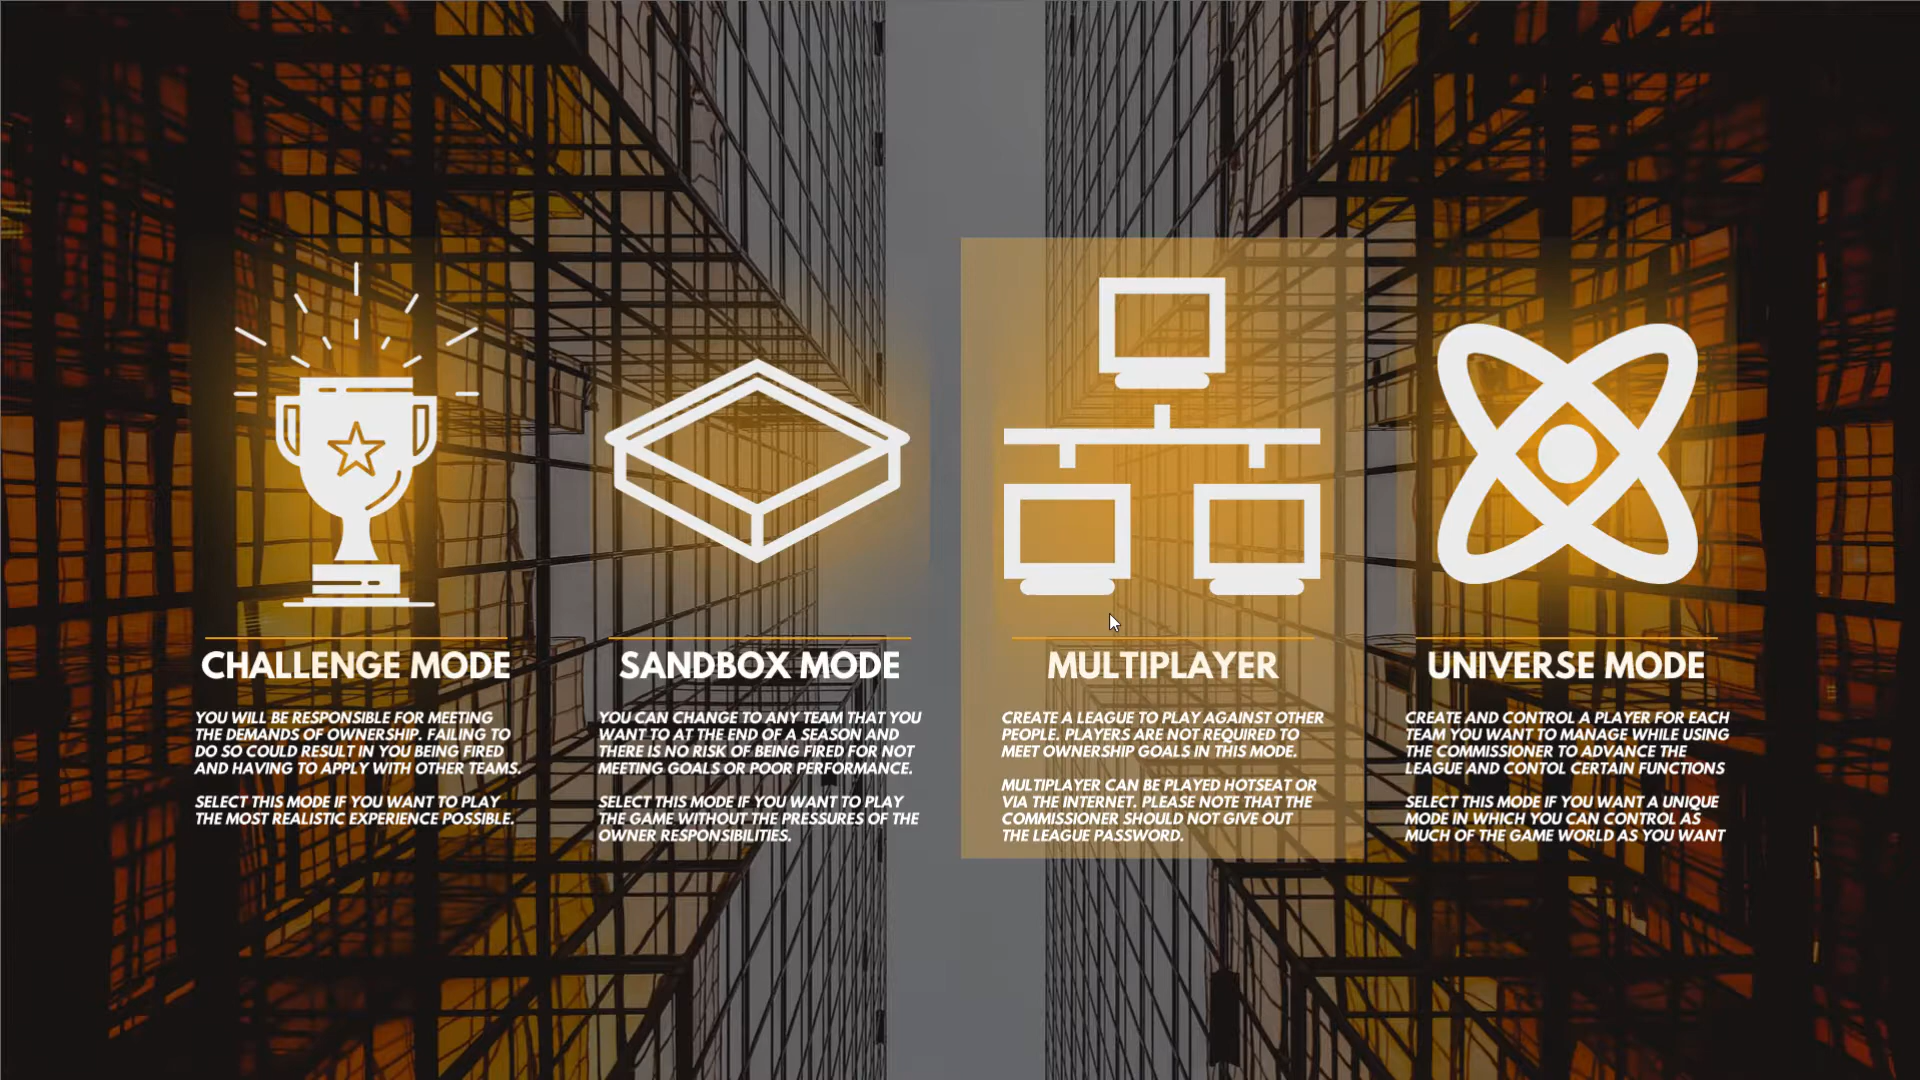 CHALLENGE MODE
YOU WILL BE RESPONSIBLE FOR MEETING
THE DEMANDS OF OWNERSHIP. FAILING TO
DO SO COULD RESULT IN YOU BEING FIRED
AND HAVING TO APPLY WITH OTHER TEAMS.
SELECT THIS MODE IF YOU WANT TO PLAY
THE MOST REALISTIC EXPERIENCE POSSIBLE.
SANDBOX MODE
YOU CAN CHANGE TO ANY TEAM THAT YOU
WANT TO AT THE END OF A SEASON AND
THERE IS NO RISK OF BEING FIRED FOR NOT
MEETING GOALS OR POOR PERFORMANCE.
SELECT THIS MODE IF YOU WANT TO PLAY
THE GAME WITHOUT THE PRESSURES OF THE
OWNER RESPONSIBILITIES.
MULTIPLAYER
CREATE A LEAGUE TO PLAY AGAINST OTHER
PEOPLE. PLAYERS ARE NOT REQUIRED TO
MEET OWNERSHIP GOALS IN THIS MODE.
MULTIPLAYER CAN BE PLAYED HOTSEAT OR
VIA THE INTERNET. PLEASE NOTE THAT THE
COMMISSIONER SHOULD NOT GIVE OUT
THE LEAGUE PASSWORD.
UNIVERSE MODE
CREATE AND CONTROL A PLAYER FOR EACH
TEAM YOU WANT TO MANAGE WHILE USING
THE COMMISSIONER TO ADVANCE THE
LEAGUE AND CONTOL CERTAIN FUNCTIONS
SELECT THIS MODE IF YOU WANT A UNIQUE
MODE IN WHICH YOU CAN CONTROL AS
MUCH OF THE GAME WORLD AS YOU WANT